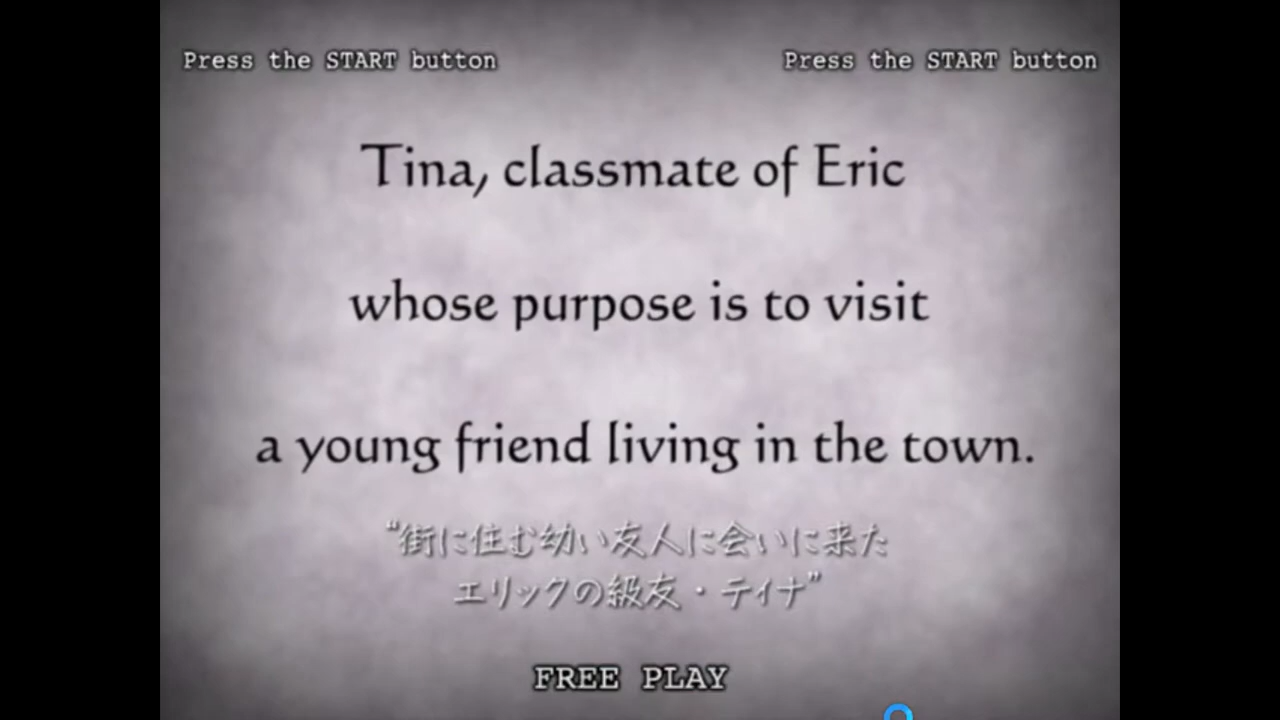 Press the START button Press the START button
Tina, classmate of Eric
whose purpose is to visit
a young friend living in the town.
“街に住む幼い友人に会いに来た
エリックの級友・ティナ”
FREE PLAY